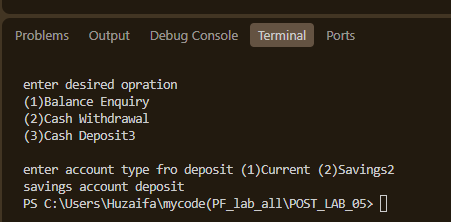 Problems Output Debug Console Terminal Ports
enter desired opration
(1)Balance Enquiry
(2)Cash Withdrawal
(3)Cash Deposit3
enter account type fro deposit (1)Current (2)Savings2
savings account deposit
PS C:\Users\Huzaifa\mycode(PF_lab_all\POST_LAB_05>